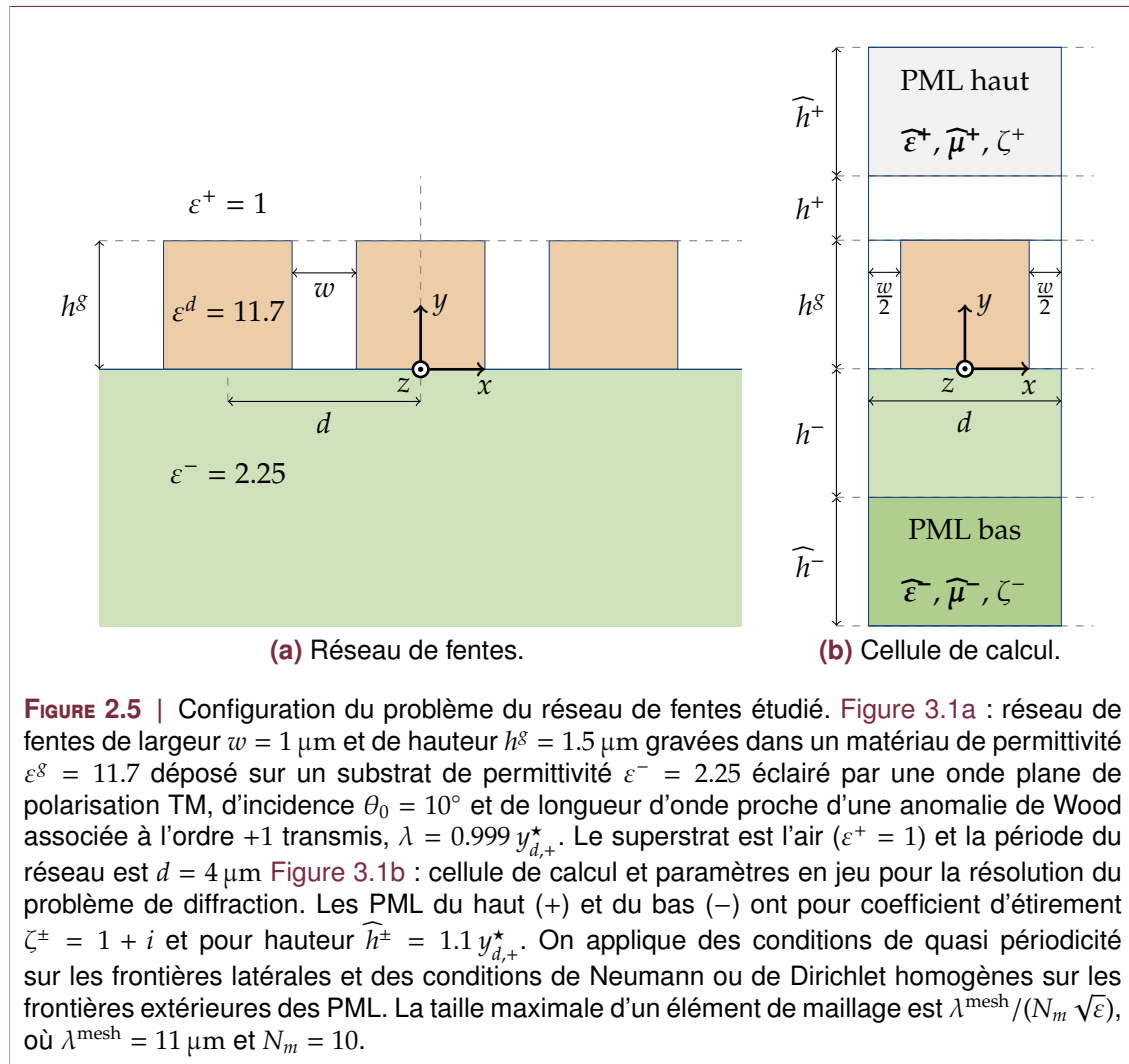 ε⁺ = 1
hᵍ
w
εᵈ = 11.7
y
z
x
d
ε⁻ = 2.25
(a) Réseau de fentes.
PML haut
ε̂⁺, μ̂⁺, ζ⁺
ĥ⁺
h⁺
hᵍ
w/2
w/2
y
z
x
h⁻
d
PML bas
ε̂⁻, μ̂⁻, ζ⁻
ĥ⁻
(b) Cellule de calcul.
FIGURE 2.5 | Configuration du problème du réseau de fentes étudié. Figure 3.1a : réseau de
fentes de largeur w = 1 μm et de hauteur hᵍ = 1.5 μm gravées dans un matériau de permittivité
εᵍ = 11.7 déposé sur un substrat de permittivité ε⁻ = 2.25 éclairé par une onde plane de
polarisation TM, d'incidence θ₀ = 10° et de longueur d'onde proche d'une anomalie de Wood
associée à l'ordre +1 transmis, λ = 0.999 y*_{d,+}. Le superstrat est l'air (ε⁺ = 1) et la période du
réseau est d = 4 μm Figure 3.1b : cellule de calcul et paramètres en jeu pour la résolution du
problème de diffraction. Les PML du haut (+) et du bas (−) ont pour coefficient d'étirement
ζ^± = 1 + i et pour hauteur ĥ^± = 1.1 y*_{d,+}. On applique des conditions de quasi périodicité
sur les frontières latérales et des conditions de Neumann ou de Dirichlet homogènes sur les
frontières extérieures des PML. La taille maximale d'un élément de maillage est λ^mesh/(N_m √ε),
où λ^mesh = 11 μm et N_m = 10.